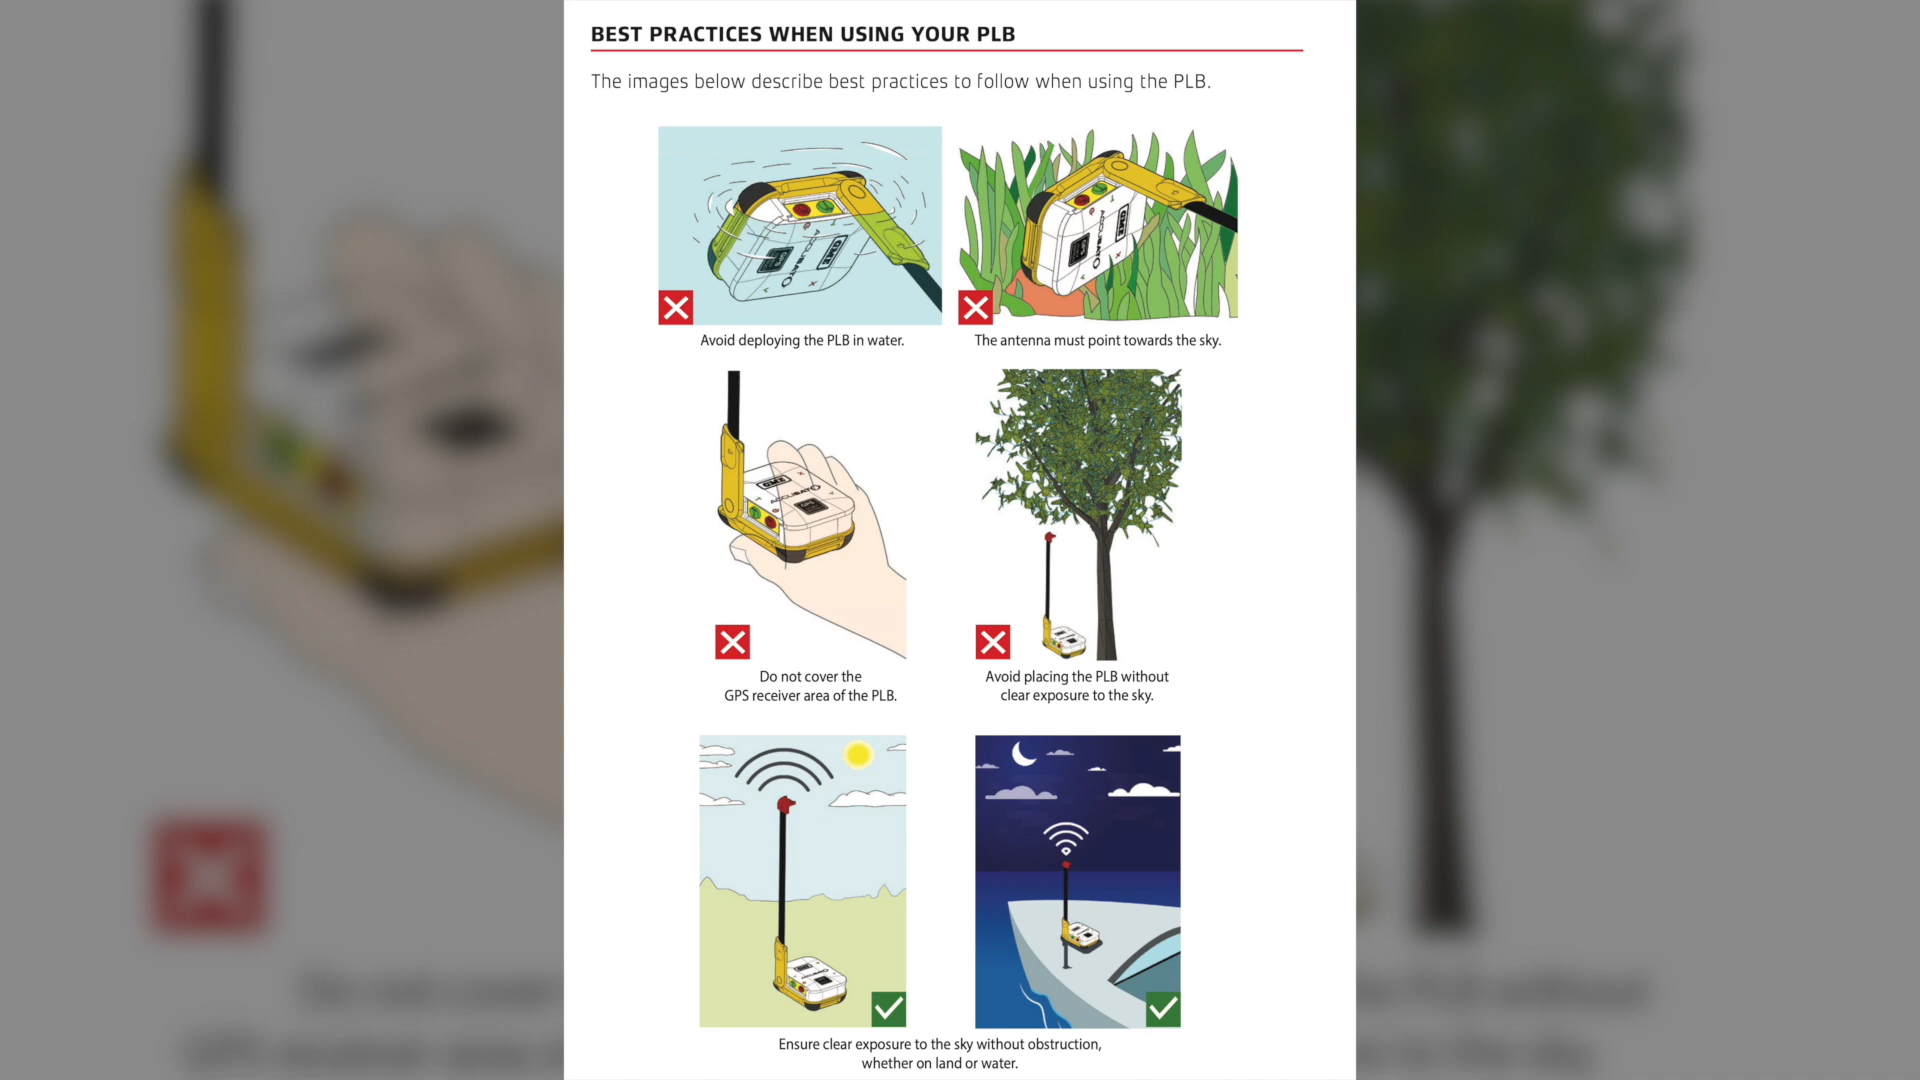 BEST PRACTICES WHEN USING YOUR PLB
The images below describe best practices to follow when using the PLB.
Avoid deploying the PLB in water.
The antenna must point towards the sky.
GME
ACCUSAT
GPS
Do not cover the
GPS receiver area of the PLB.
Avoid placing the PLB without
clear exposure to the sky.
Ensure clear exposure to the sky without obstruction,
whether on land or water.